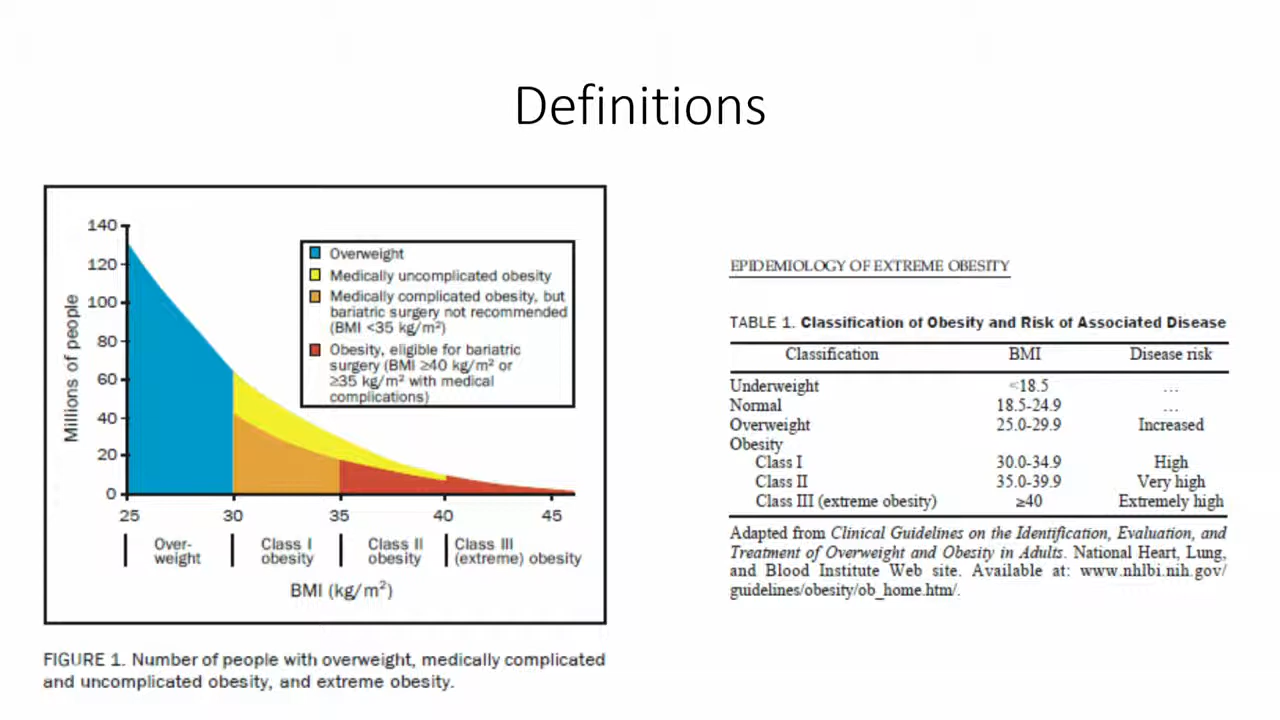 Definitions
140
120
100
80
60
40
20
0
Millions of people
Overweight
Medically uncomplicated obesity
Medically complicated obesity, but
bariatric surgery not recommended
(BMI <35 kg/m²)
Obesity, eligible for bariatric
surgery (BMI ≥40 kg/m² or
≥35 kg/m² with medical
complications)
25 30 35 40 45
Over-
weight
Class I
obesity
Class II
obesity
Class III
(extreme) obesity
BMI (kg/m²)
FIGURE 1. Number of people with overweight, medically complicated
and uncomplicated obesity, and extreme obesity.
EPIDEMIOLOGY OF EXTREME OBESITY
TABLE 1. Classification of Obesity and Risk of Associated Disease
Classification BMI Disease risk
Underweight <18.5 ...
Normal 18.5-24.9 ...
Overweight 25.0-29.9 Increased
Obesity
Class I 30.0-34.9 High
Class II 35.0-39.9 Very high
Class III (extreme obesity) ≥40 Extremely high
Adapted from Clinical Guidelines on the Identification, Evaluation, and
Treatment of Overweight and Obesity in Adults. National Heart, Lung,
and Blood Institute Web site. Available at: www.nhlbi.nih.gov/
guidelines/obesity/ob_home.htm/.